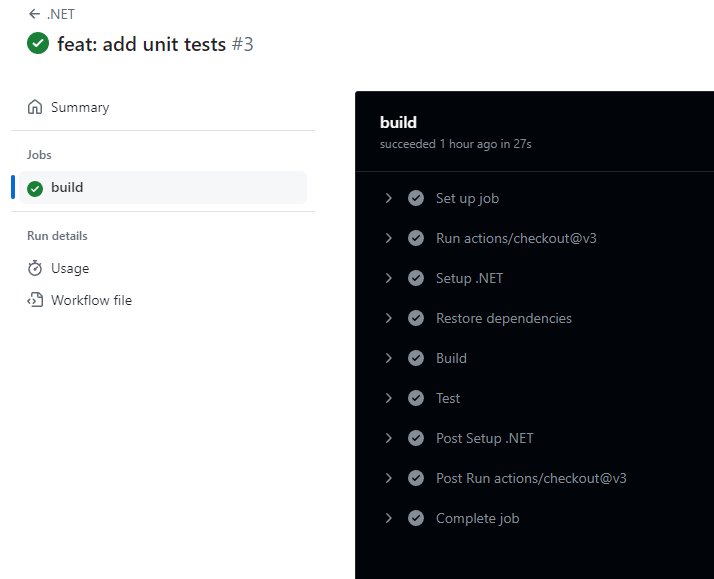 .NET
feat: add unit tests #3
Summary
Jobs
build
Run details
Usage
Workflow file
build
succeeded 1 hour ago in 27s
Set up job
Run actions/checkout@v3
Setup .NET
Restore dependencies
Build
Test
Post Setup .NET
Post Run actions/checkout@v3
Complete job